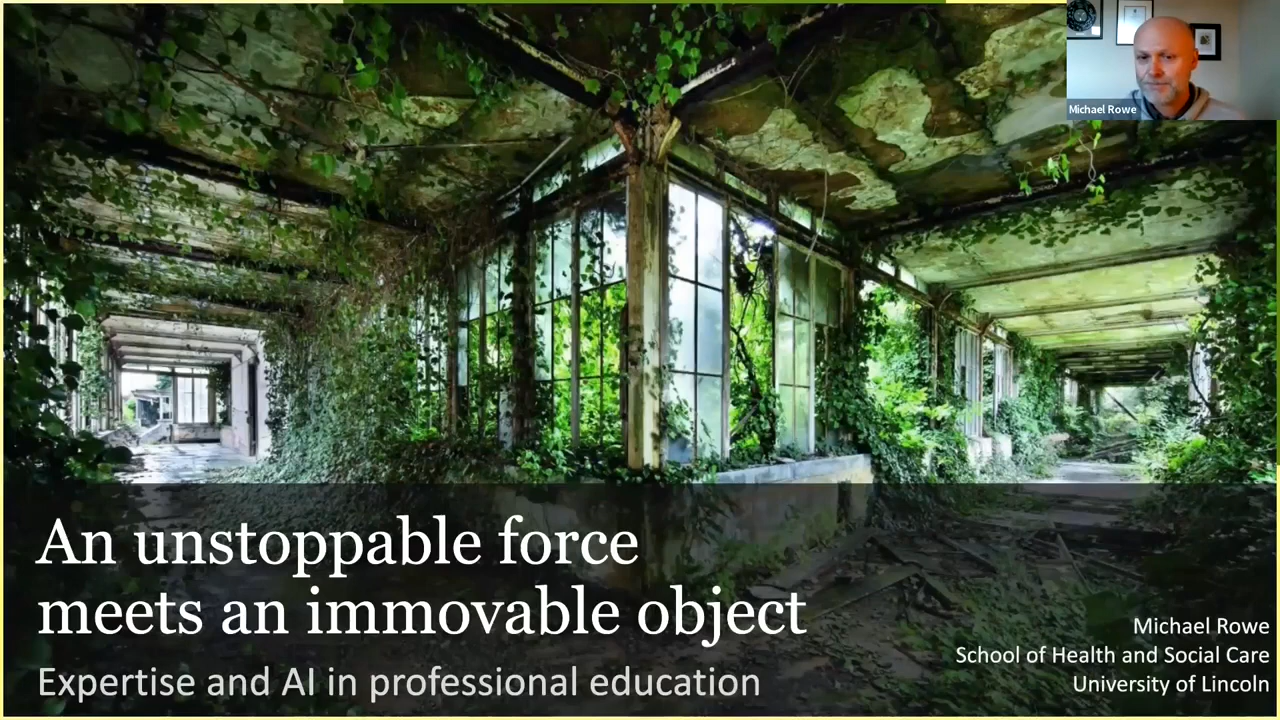 Michael Rowe
An unstoppable force
meets an immovable object
Expertise and AI in professional education
Michael Rowe
School of Health and Social Care
University of Lincoln